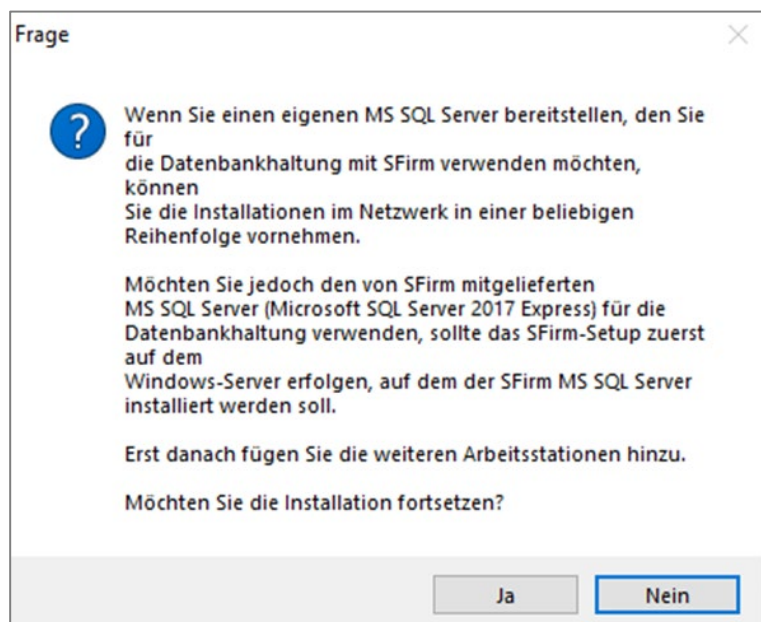 Frage
Wenn Sie einen eigenen MS SQL Server bereitstellen, den Sie
für
die Datenbankhaltung mit SFirm verwenden möchten,
können
Sie die Installationen im Netzwerk in einer beliebigen
Reihenfolge vornehmen.
Möchten Sie jedoch den von SFirm mitgelieferten
MS SQL Server (Microsoft SQL Server 2017 Express) für die
Datenbankhaltung verwenden, sollte das SFirm-Setup zuerst
auf dem
Windows-Server erfolgen, auf dem der SFirm MS SQL Server
installiert werden soll.
Erst danach fügen Sie die weiteren Arbeitsstationen hinzu.
Möchten Sie die Installation fortsetzen?
Ja
Nein